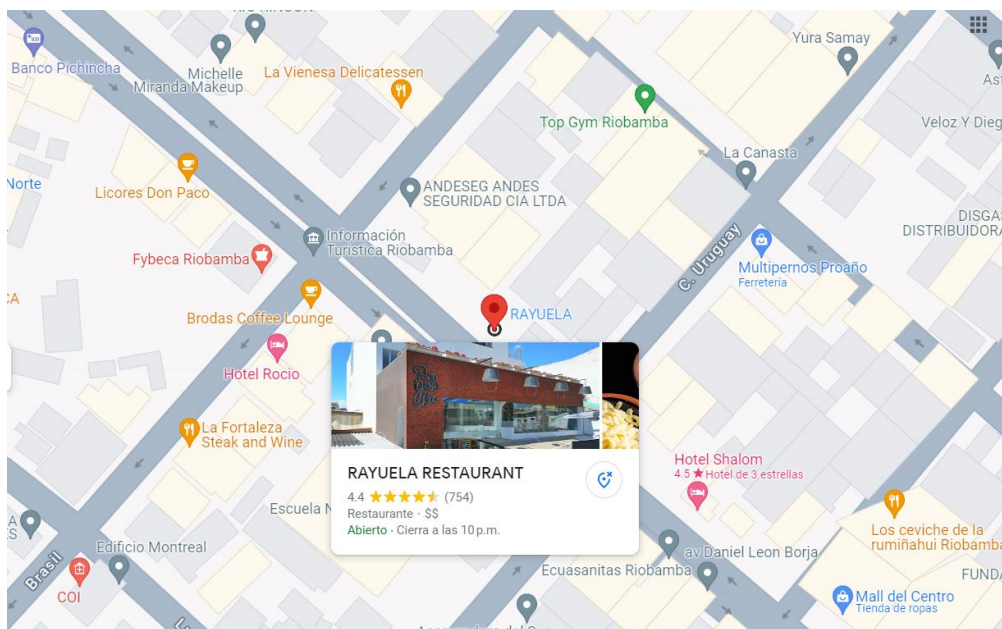 Banco Pichincha
Michelle
Miranda Makeup
La Vienesa Delicatessen
Yura Samay
Top Gym Riobamba
La Canasta
Veloz Y Dieg
Norte
Licores Don Paco
ANDESEG ANDES
SEGURIDAD CIA LTDA
Información
Turistica Riobamba
Fybeca Riobamba
C. Uruguay
DISGAS
DISTRIBUIDORA
Multipernos Proaño
Ferretería
Brodas Coffee Lounge
RAYUELA
Hotel Rocio
La Fortaleza
Steak and Wine
RAYUELA RESTAURANT
4.4 (754)
Restaurante · $$
Abierto · Cierra a las 10 p.m.
Hotel Shalom
4.5 ★ Hotel de 3 estrellas
Escuela N
Los ceviche de la
rumiñahui Riobamba
Edificio Montreal
av Daniel Leon Borja
Brasil
COI
Ecuasanitas Riobamba
FUND
Mall del Centro
Tienda de ropas